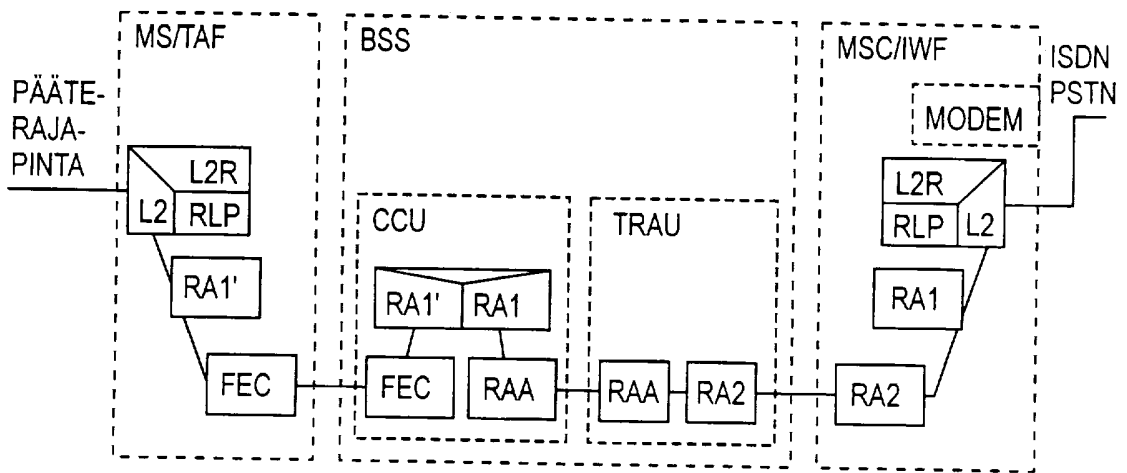 MS/TAF
BSS
MSC/IWF
ISDN
PSTN
PÄÄTE-
RAJA-
PINTA
MODEM
L2R
L2
RLP
L2R
RLP
L2
CCU
TRAU
RA1'
RA1'
RA1
RA1
FEC
FEC
RAA
RAA
RA2
RA2